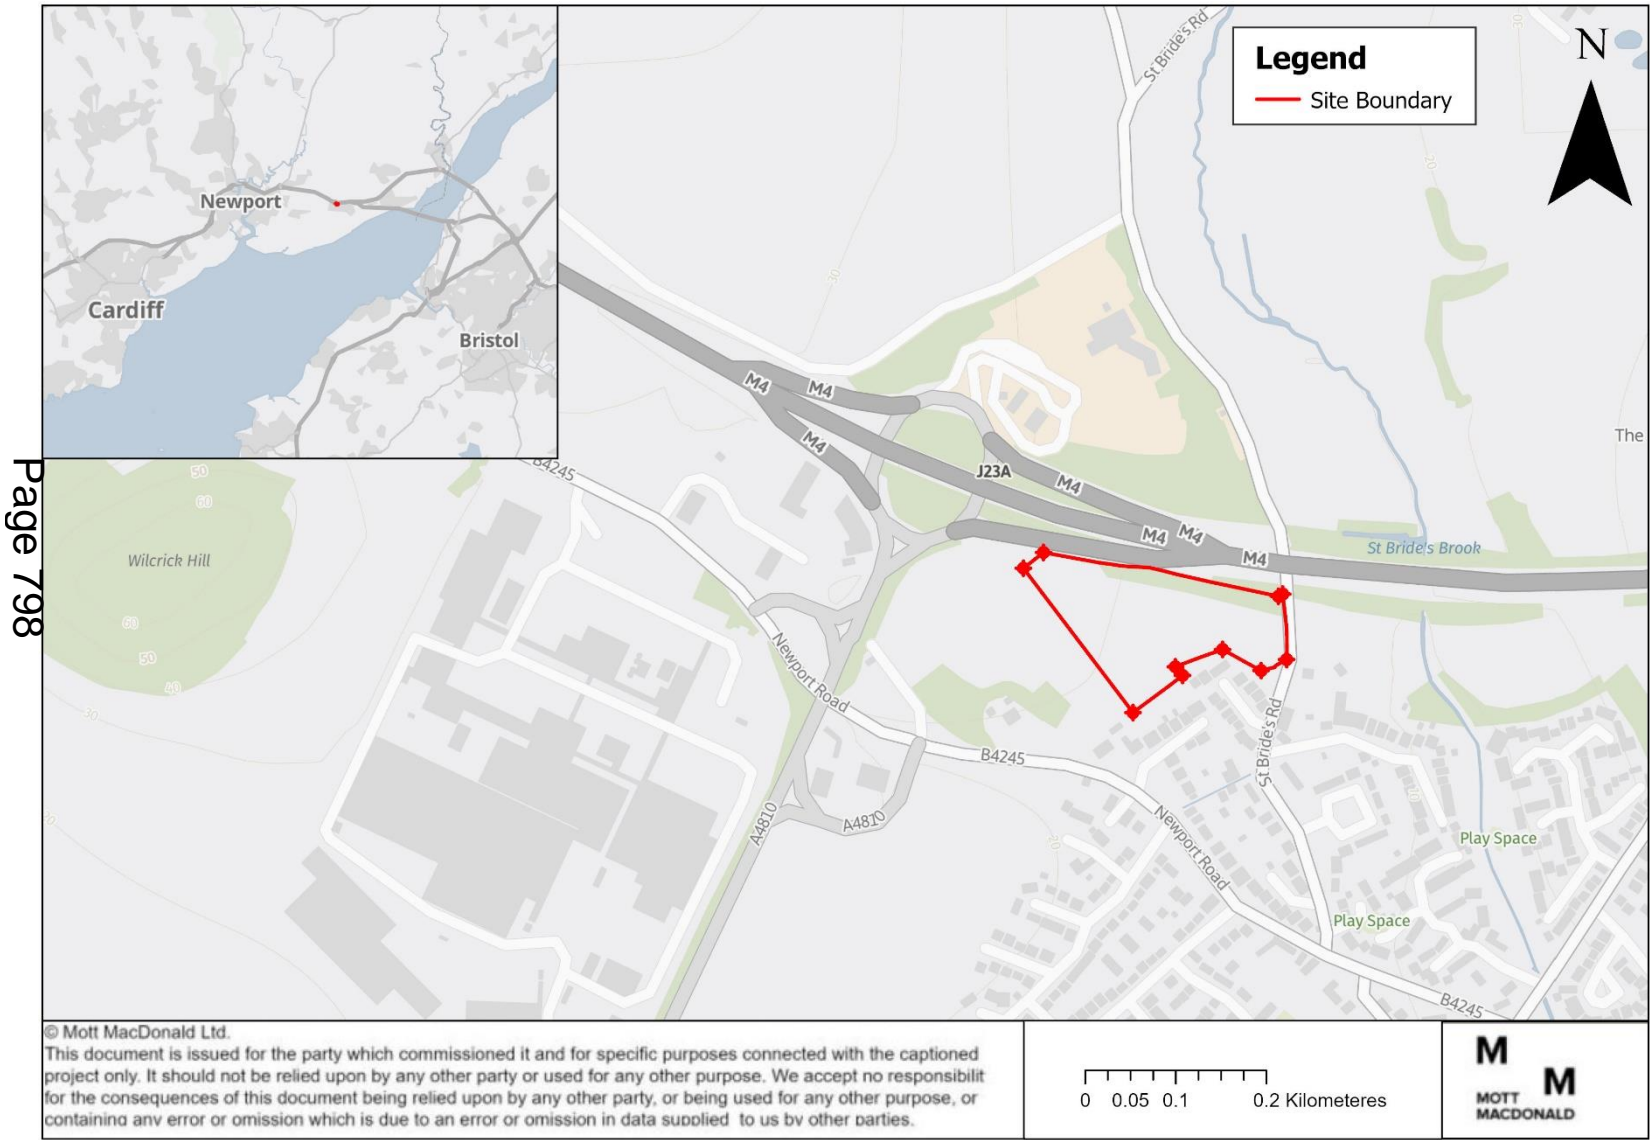 Page 798
Newport
Cardiff
Bristol
St Bride's Rd
Legend
Site Boundary
N
30
20
30
M4
M4
M4
J23A
M4
M4
M4
M4
The
St Bride's Brook
B4245
50
60
Wilcrick Hill
60
50
40
30
Newport Road
B4245
A4810
A4810
St Bride's Rd
Newport Road
10
20
Play Space
Play Space
B4245
© Mott MacDonald Ltd.
This document is issued for the party which commissioned it and for specific purposes connected with the captioned
project only. It should not be relied upon by any other party or used for any other purpose. We accept no responsibilit
for the consequences of this document being relied upon by any other party, or being used for any other purpose, or
containing any error or omission which is due to an error or omission in data supplied to us by other parties.
0 0.05 0.1 0.2 Kilometeres
M
M
MOTT
MACDONALD